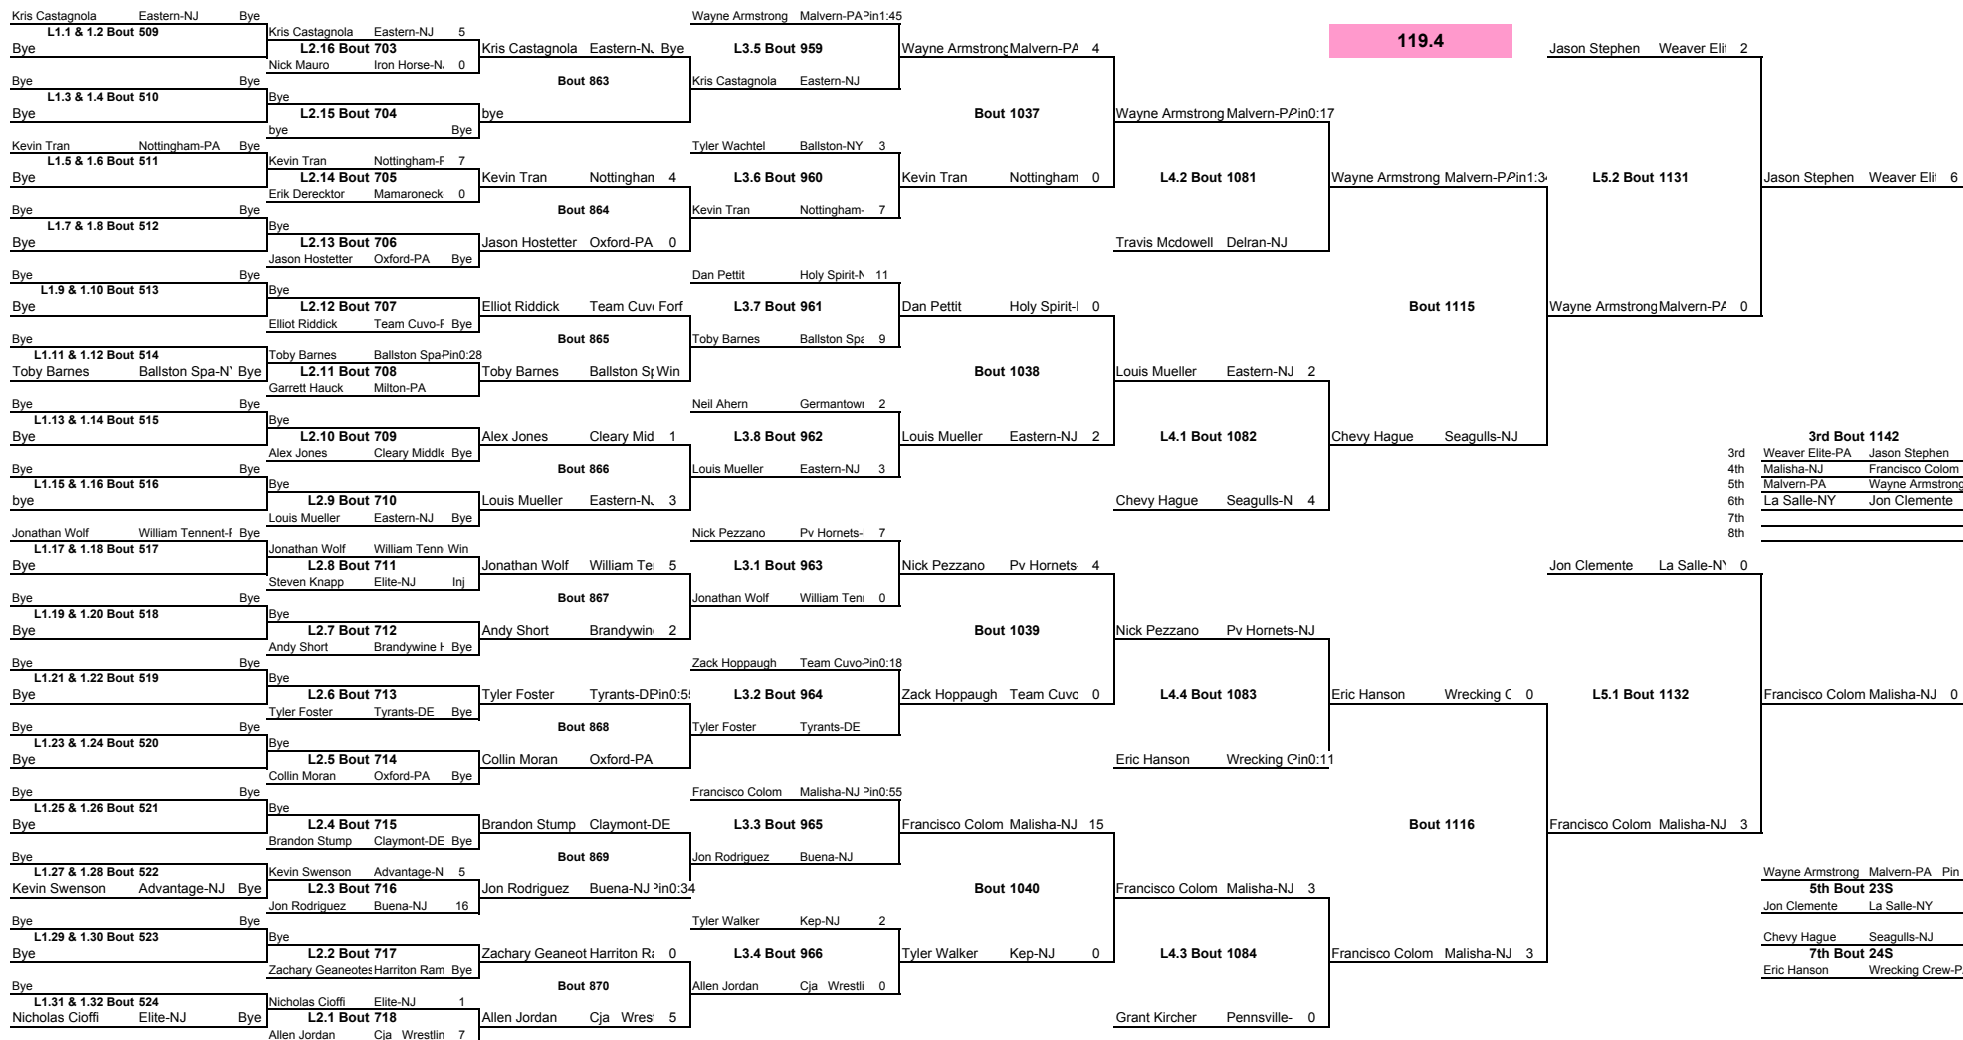 Kris Castagnola Eastern-NJ Bye
L1.1 & 1.2 Bout 509
Bye
Bye Bye
L1.3 & 1.4 Bout 510
Bye
Kevin Tran Nottingham-PA Bye
L1.5 & 1.6 Bout 511
Bye
Bye Bye
L1.7 & 1.8 Bout 512
Bye
Bye Bye
L1.9 & 1.10 Bout 513
Bye
Bye
L1.11 & 1.12 Bout 514
Toby Barnes Ballston Spa-N Bye
Bye Bye
L1.13 & 1.14 Bout 515
Bye
Bye Bye
L1.15 & 1.16 Bout 516
bye
Jonathan Wolf William Tennent- Bye
L1.17 & 1.18 Bout 517
Bye
Bye Bye
L1.19 & 1.20 Bout 518
Bye
Bye Bye
L1.21 & 1.22 Bout 519
Bye
Bye Bye
L1.23 & 1.24 Bout 520
Bye
Bye Bye
L1.25 & 1.26 Bout 521
Bye
Bye
L1.27 & 1.28 Bout 522
Kevin Swenson Advantage-NJ Bye
Bye Bye
L1.29 & 1.30 Bout 523
Bye
Bye
L1.31 & 1.32 Bout 524
Nicholas Cioffi Elite-NJ Bye
Kris Castagnola Eastern-NJ 5
L2.16 Bout 703
Nick Mauro Iron Horse-N 0
Bye
L2.15 Bout 704
bye Bye
Kevin Tran Nottingham- 7
L2.14 Bout 705
Erik Derecktor Mamaroneck 0
Bye
L2.13 Bout 706
Jason Hostetter Oxford-PA Bye
Bye
L2.12 Bout 707
Elliot Riddick Team Cuvo- Bye
Toby Barnes Ballston Spa Pin0:28
L2.11 Bout 708
Garrett Hauck Milton-PA
Bye
L2.10 Bout 709
Alex Jones Cleary Middle Bye
Bye
L2.9 Bout 710
Louis Mueller Eastern-NJ Bye
Jonathan Wolf William Tenn Win
L2.8 Bout 711
Steven Knapp Elite-NJ Inj
Bye
L2.7 Bout 712
Andy Short Brandywine Bye
Bye
L2.6 Bout 713
Tyler Foster Tyrants-DE Bye
Bye
L2.5 Bout 714
Collin Moran Oxford-PA Bye
Bye
L2.4 Bout 715
Brandon Stump Claymont-DE Bye
Kevin Swenson Advantage-N 5
L2.3 Bout 716
Jon Rodriguez Buena-NJ 16
Bye
L2.2 Bout 717
Zachary Geaneotes Harriton Ram Bye
Nicholas Cioffi Elite-NJ 1
L2.1 Bout 718
Allen Jordan Cja Wrestlin 7
Kris Castagnola Eastern-N Bye
Bout 863
bye
Kevin Tran Nottingham 4
Bout 864
Jason Hostetter Oxford-PA 0
Elliot Riddick Team Cuv Forf
Bout 865
Toby Barnes Ballston Sp Win
Alex Jones Cleary Mid 1
Bout 866
Louis Mueller Eastern-N 3
Jonathan Wolf William Te 5
Bout 867
Andy Short Brandywin 2
Tyler Foster Tyrants-D Pin0:55
Bout 868
Collin Moran Oxford-PA
Brandon Stump Claymont-DE
Bout 869
Jon Rodriguez Buena-NJ Pin0:34
Zachary Geaneot Harriton Ra 0
Bout 870
Allen Jordan Cja Wres 5
Wayne Armstrong Malvern-PA Pin1:45
L3.5 Bout 959
Kris Castagnola Eastern-NJ
Tyler Wachtel Ballston-NY 3
L3.6 Bout 960
Kevin Tran Nottingham- 7
Dan Pettit Holy Spirit-N 11
L3.7 Bout 961
Toby Barnes Ballston Spa 9
Neil Ahern Germantow 2
L3.8 Bout 962
Louis Mueller Eastern-NJ 3
Nick Pezzano Pv Hornets- 7
L3.1 Bout 963
Jonathan Wolf William Ten 0
Zack Hoppaugh Team Cuvo Pin0:18
L3.2 Bout 964
Tyler Foster Tyrants-DE
Francisco Colom Malisha-NJ Pin0:55
L3.3 Bout 965
Jon Rodriguez Buena-NJ
Tyler Walker Kep-NJ 2
L3.4 Bout 966
Allen Jordan Cja Wrestli 0
Wayne Armstrong Malvern-PA 4
Bout 1037
Kevin Tran Nottingham 0
Dan Pettit Holy Spirit- 0
Bout 1038
Louis Mueller Eastern-NJ 2
Nick Pezzano Pv Hornets 4
Bout 1039
Zack Hoppaugh Team Cuvo 0
Francisco Colom Malisha-NJ 15
Bout 1040
Tyler Walker Kep-NJ 0
Wayne Armstrong Malvern-PA Pin0:17
L4.2 Bout 1081
Travis Mcdowell Delran-NJ
Louis Mueller Eastern-NJ 2
L4.1 Bout 1082
Chevy Hague Seagulls-N 4
Nick Pezzano Pv Hornets-NJ
L4.4 Bout 1083
Eric Hanson Wrecking C Pin0:11
Francisco Colom Malisha-NJ 3
L4.3 Bout 1084
Grant Kircher Pennsville- 0
119.4
Wayne Armstrong Malvern-PA Pin1:34
Bout 1115
Chevy Hague Seagulls-NJ
Eric Hanson Wrecking C 0
Bout 1116
Francisco Colom Malisha-NJ 3
Jason Stephen Weaver Eli 2
L5.2 Bout 1131
Wayne Armstrong Malvern-PA 0
Jon Clemente La Salle-NY 0
L5.1 Bout 1132
Francisco Colom Malisha-NJ 3
Jason Stephen Weaver Eli 6
3rd Bout 1142
3rd Weaver Elite-PA Jason Stephen
4th Malisha-NJ Francisco Colom
5th Malvern-PA Wayne Armstrong
6th La Salle-NY Jon Clemente
7th
8th
Francisco Colom Malisha-NJ 0
Wayne Armstrong Malvern-PA Pin
5th Bout 23S
Jon Clemente La Salle-NY
Chevy Hague Seagulls-NJ
7th Bout 24S
Eric Hanson Wrecking Crew-P